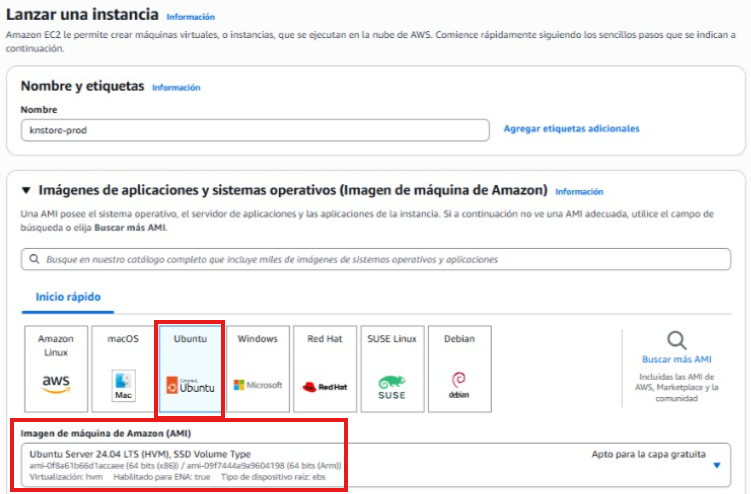 Lanzar una instancia Información
Amazon EC2 le permite crear máquinas virtuales, o instancias, que se ejecutan en la nube de AWS. Comience rápidamente siguiendo los sencillos pasos que se indican a
continuación.
Nombre y etiquetas Información
Nombre
knstore-prod
Agregar etiquetas adicionales
Imágenes de aplicaciones y sistemas operativos (Imagen de máquina de Amazon) Información
Una AMI posee el sistema operativo, el servidor de aplicaciones y las aplicaciones de la instancia. Si a continuación no ve una AMI adecuada, utilice el campo de
búsqueda o elija Buscar más AMI.
Busque en nuestro catálogo completo que incluye miles de imágenes de sistemas operativos y aplicaciones
Inicio rápido
Amazon
Linux
aws
macOS
Mac
Ubuntu
Ubuntu
Windows
Microsoft
Red Hat
RedHat
SUSE Linux
SUSE
Debian
debian
Buscar más AMI
Incluidas las AMI de
AWS, Marketplace y la
comunidad
Imagen de máquina de Amazon (AMI)
Ubuntu Server 24.04 LTS (HVM), SSD Volume Type
Apto para la capa gratuita
ami-0f8a61b66d1accaee (64 bits (x86)) / ami-09f7444a9a9604198 (64 bits (Arm))
Virtualización: hvm Habilitado para ENA: true Tipo de dispositivo raíz: ebs